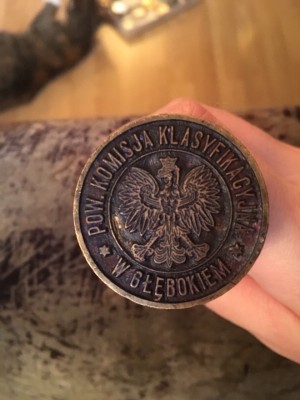 POW. KOMISJA KLASYFIKACYJNA
W GŁĘBOKIEM